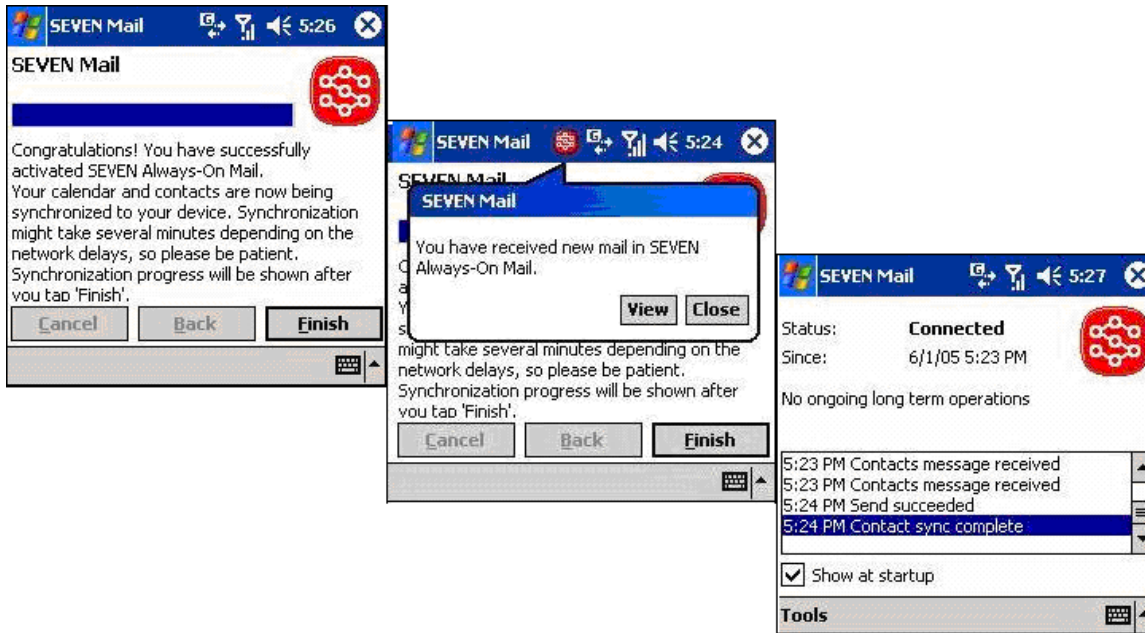 SEVEN Mail 5:26
SEVEN Mail
Congratulations! You have successfully
activated SEVEN Always-On Mail.
Your calendar and contacts are now being
synchronized to your device. Synchronization
might take several minutes depending on the
network delays, so please be patient.
Synchronization progress will be shown after
you tap 'Finish'.
Cancel Back Finish
SEVEN Mail 5:24
SEVEN Mail
SEVEN Mail
You have received new mail in SEVEN
Always-On Mail.
View Close
might take several minutes depending on the
network delays, so please be patient.
Synchronization progress will be shown after
you tap 'Finish'.
Cancel Back Finish
SEVEN Mail 5:27
Status: Connected
Since: 6/1/05 5:23 PM
No ongoing long term operations
5:23 PM Contacts message received
5:23 PM Contacts message received
5:24 PM Send succeeded
5:24 PM Contact sync complete
Show at startup
Tools